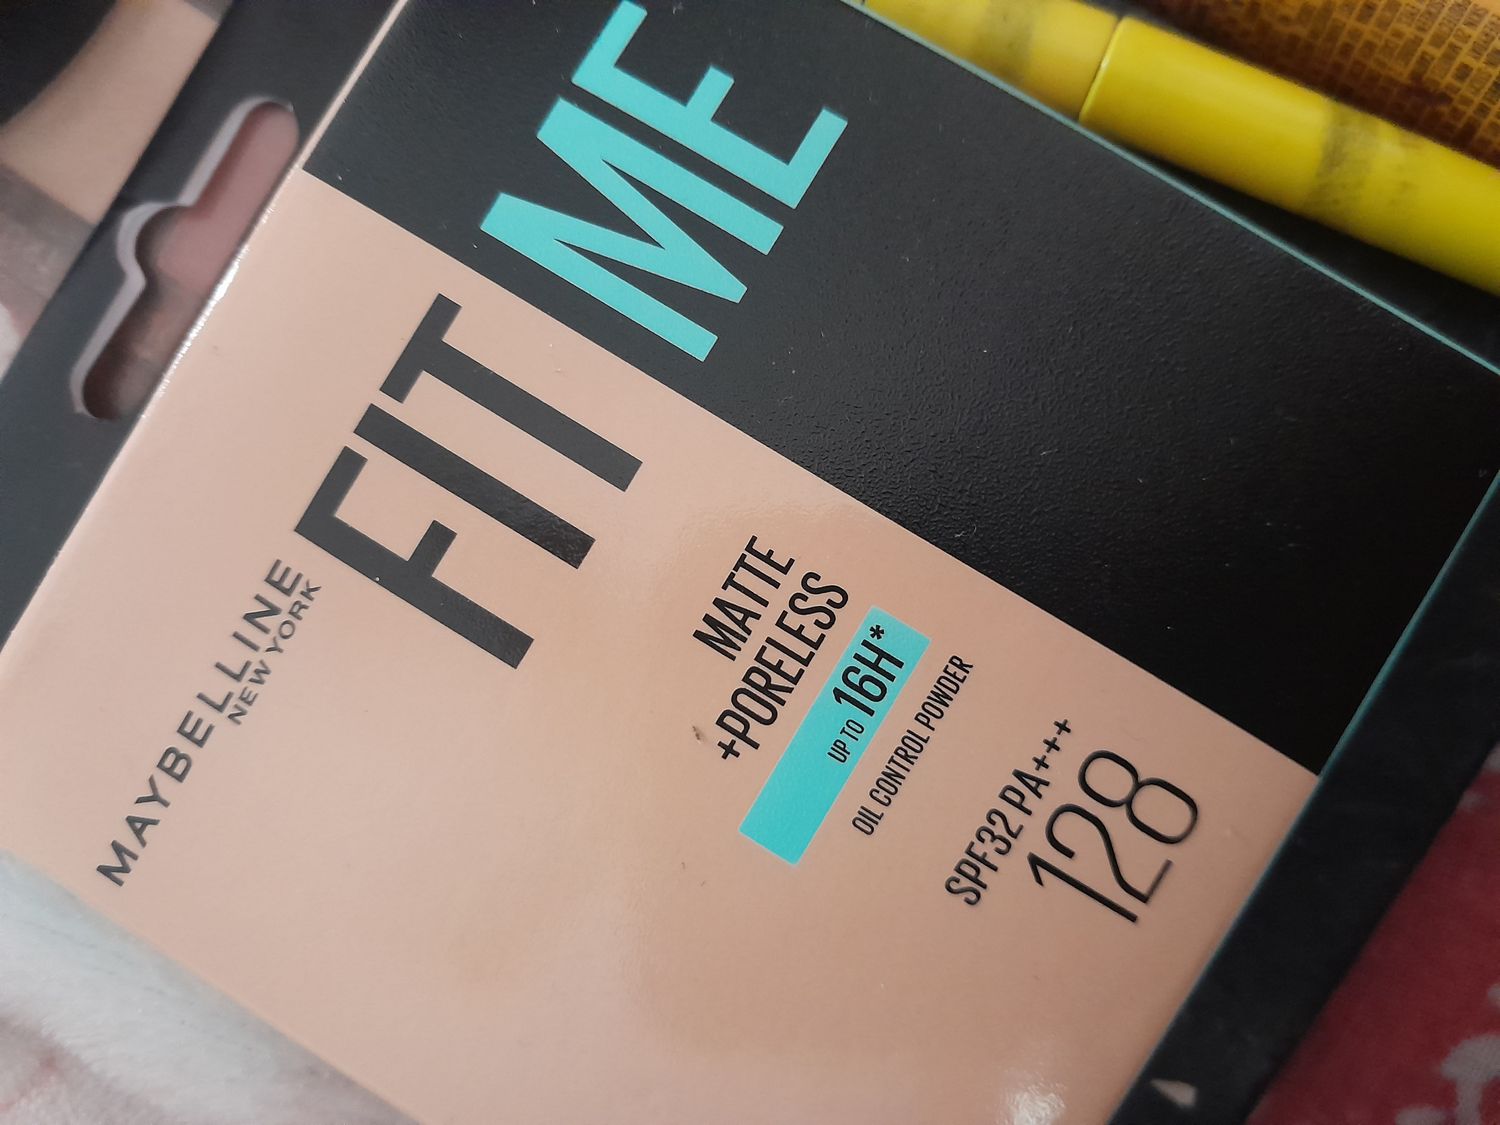 MAYBELLINE
NEW YORK
FIT
ME
MATTE
+PORELESS
UP TO 16H*
OIL CONTROL POWDER
SPF32 PA+++
128